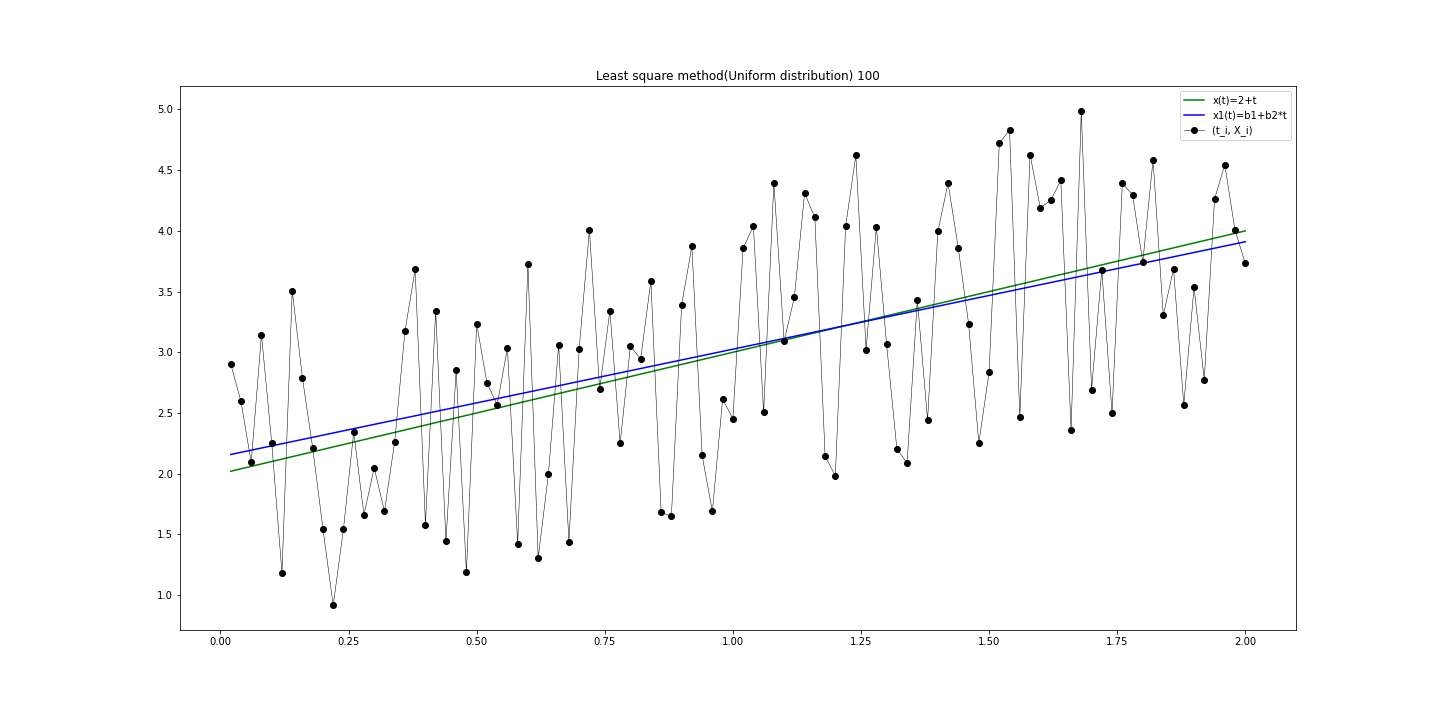 Least square method(Uniform distribution) 100
x(t)=2+t
x1(t)=b1+b2*t
(t_i, X_i)
5.0
4.5
4.0
3.5
3.0
2.5
2.0
1.5
1.0
0.00 0.25 0.50 0.75 1.00 1.25 1.50 1.75 2.00